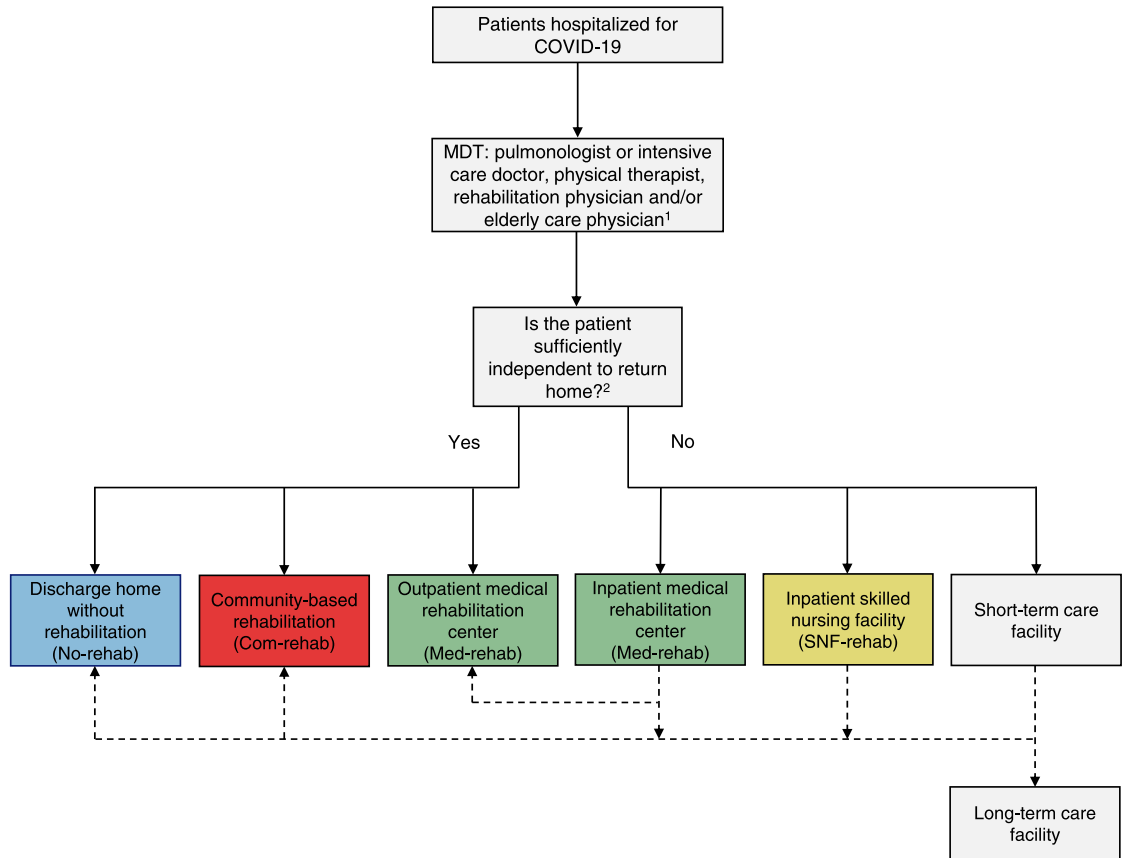 Patients hospitalized for
COVID-19
MDT: pulmonologist or intensive
care doctor, physical therapist,
rehabilitation physician and/or
elderly care physician¹
Is the patient
sufficiently
independent to return
home?²
Yes
No
Discharge home
without
rehabilitation
(No-rehab)
Community-based
rehabilitation
(Com-rehab)
Outpatient medical
rehabilitation
center
(Med-rehab)
Inpatient medical
rehabilitation
center
(Med-rehab)
Inpatient skilled
nursing facility
(SNF-rehab)
Short-term care
facility
Long-term care
facility